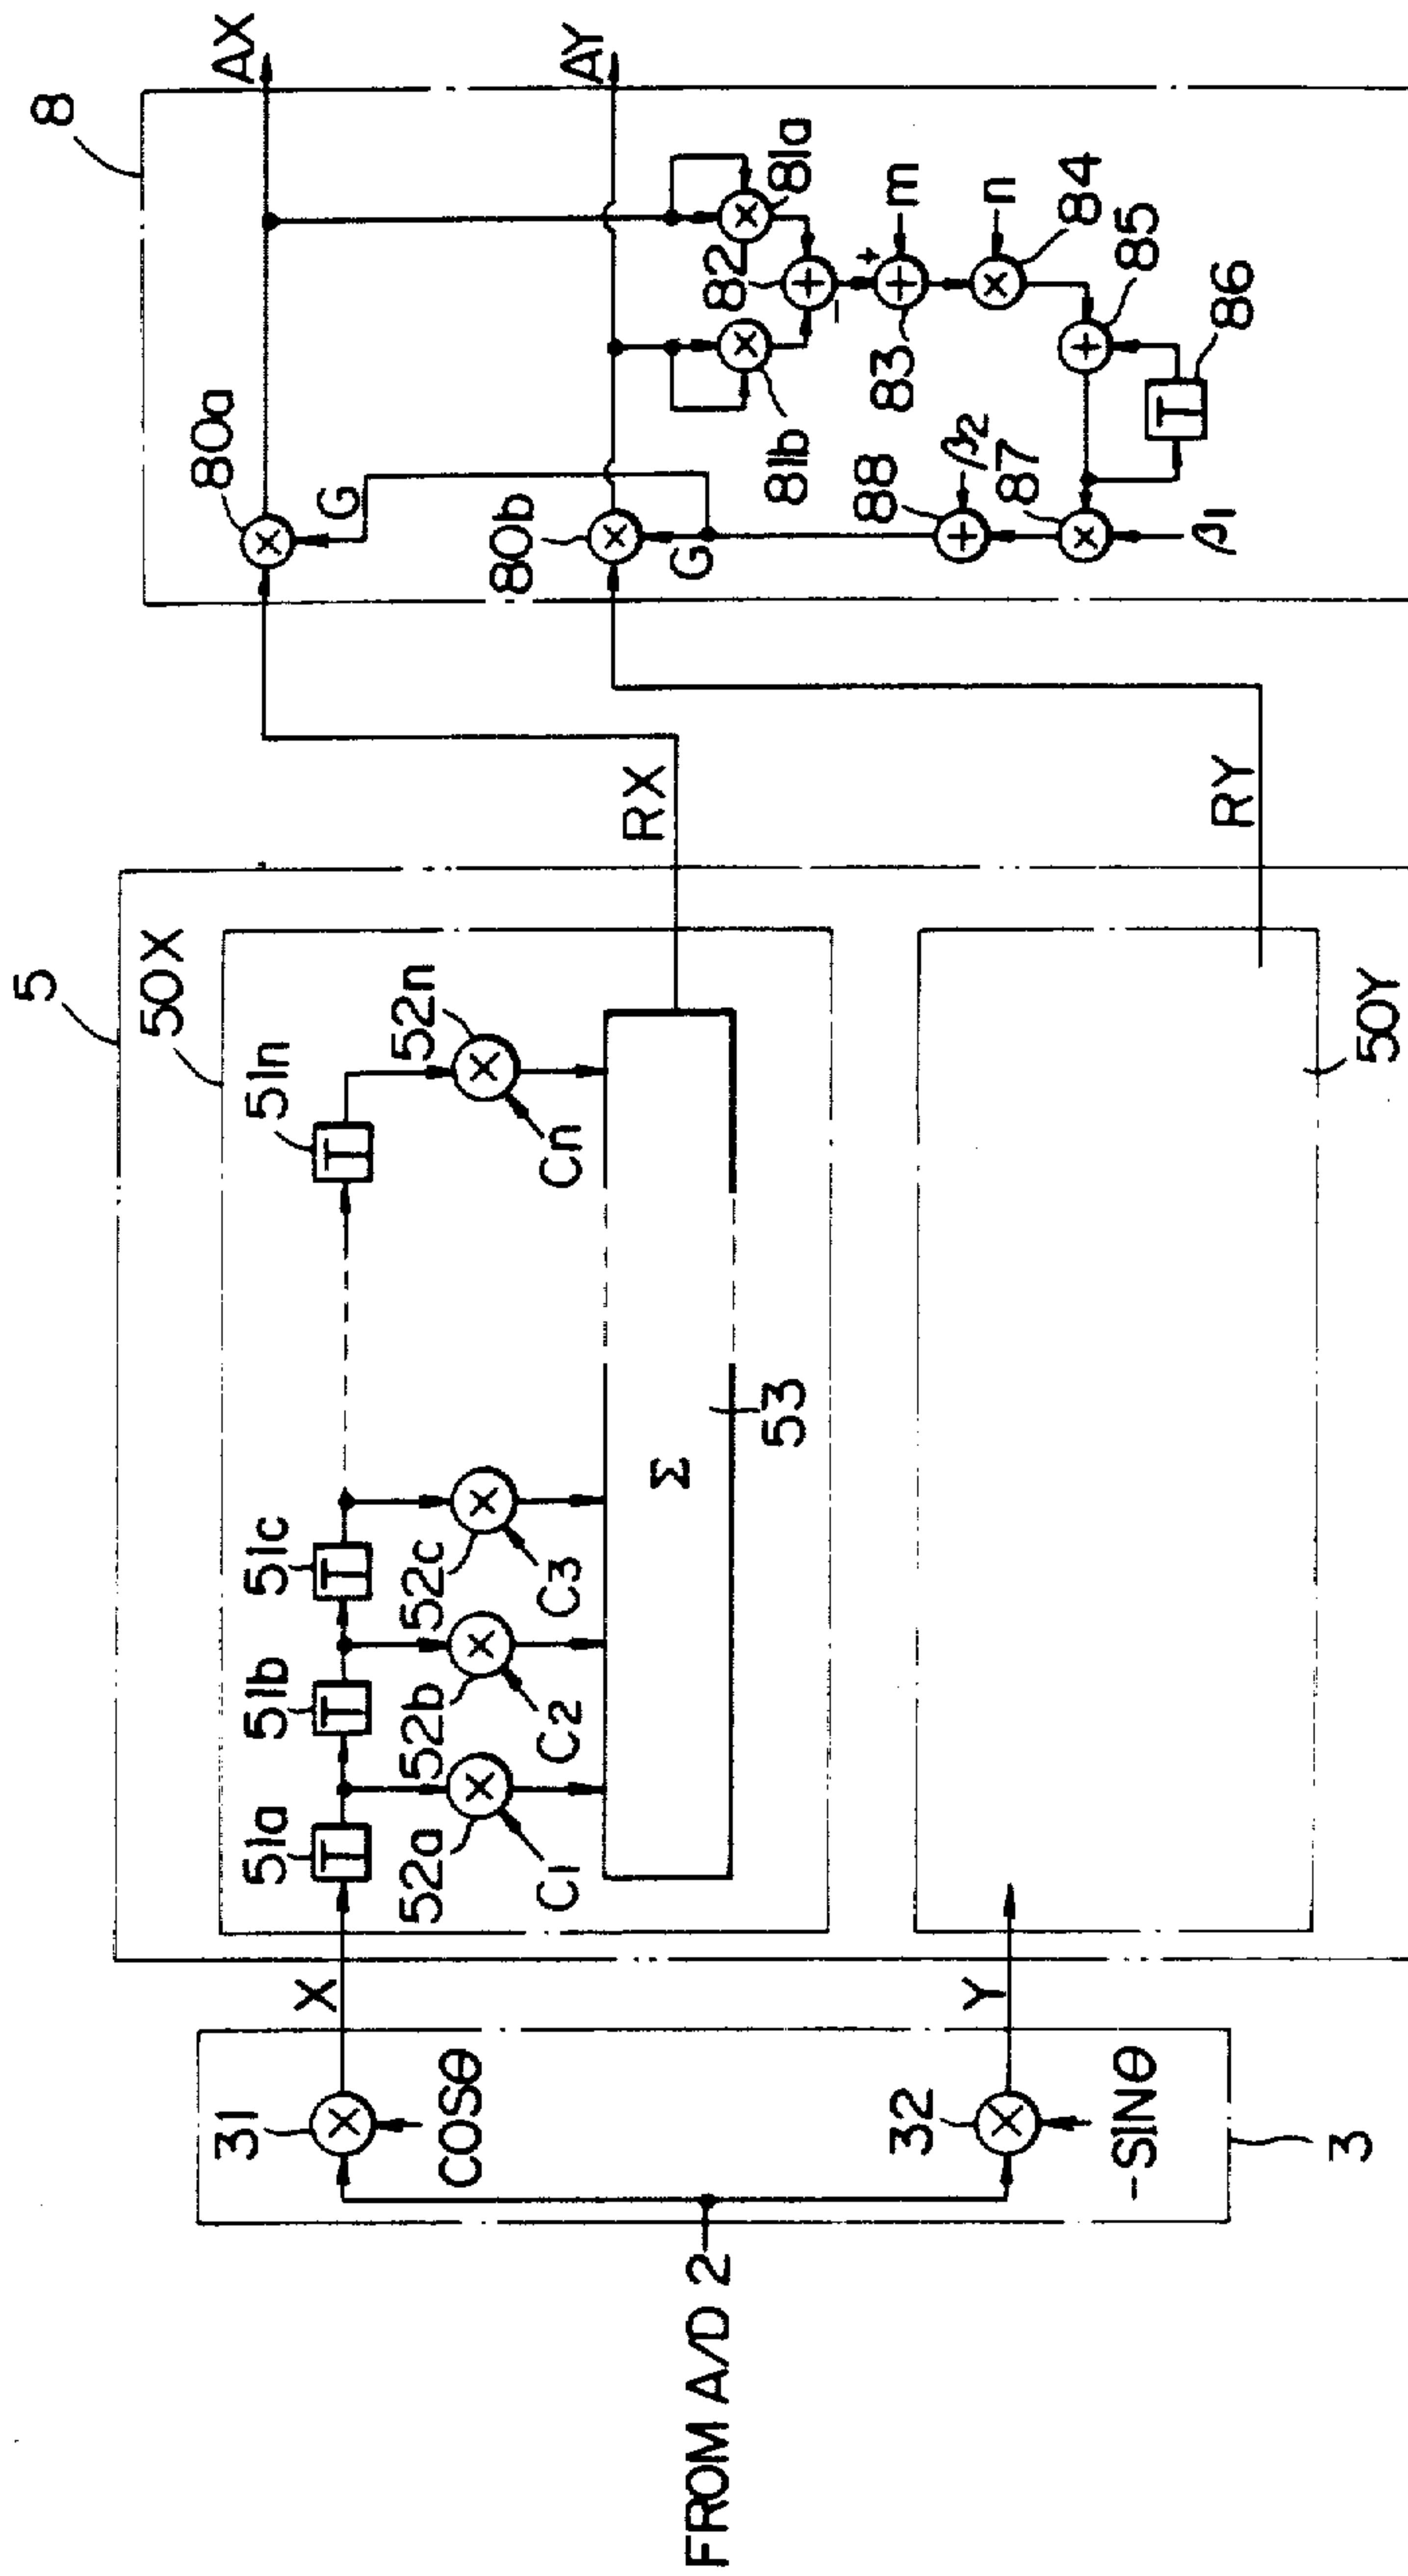 FROM A/D 2
3
31
COSθ
X
32
-SINθ
Y
5
50X
51a
T
51b
T
51c
T
51n
T
52a
C1
52b
C2
52c
C3
52n
Cn
Σ
53
50Y
RX
RY
8
80a
G
AX
80b
G
AY
81a
81b
82
-
+
m
83
n
84
85
T
86
87
β1
88
β2